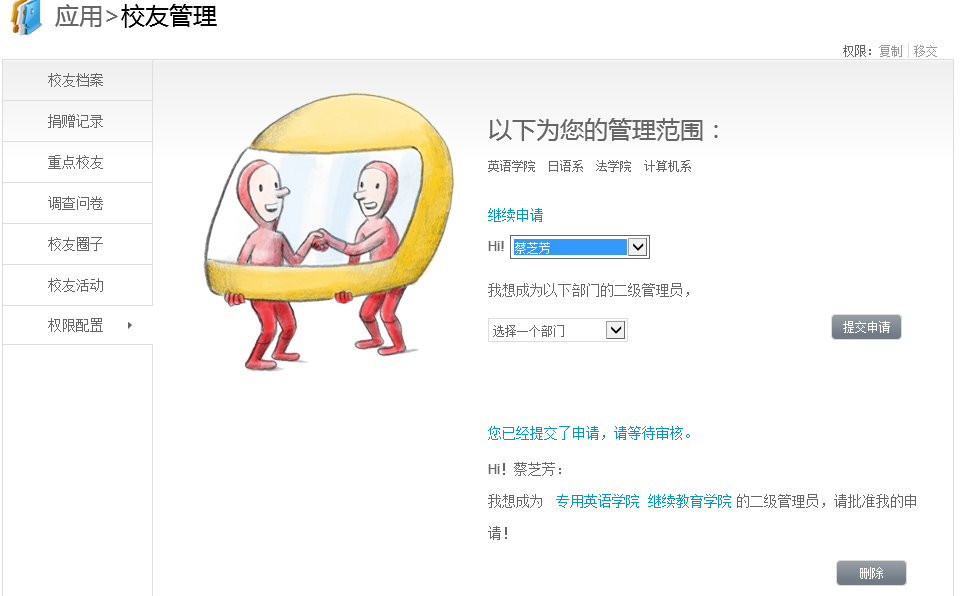 应用>校友管理
权限：复制 移交
校友档案
捐赠记录
重点校友
调查问卷
校友圈子
校友活动
权限配置
以下为您的管理范围：
英语学院 日语系 法学院 计算机系
继续申请
Hi! 蔡芝芳
我想成为以下部门的二级管理员，
选择一个部门
提交申请
您已经提交了申请，请等待审核。
Hi! 蔡芝芳：
我想成为 专用英语学院 继续教育学院 的二级管理员，请批准我的申
请！
删除